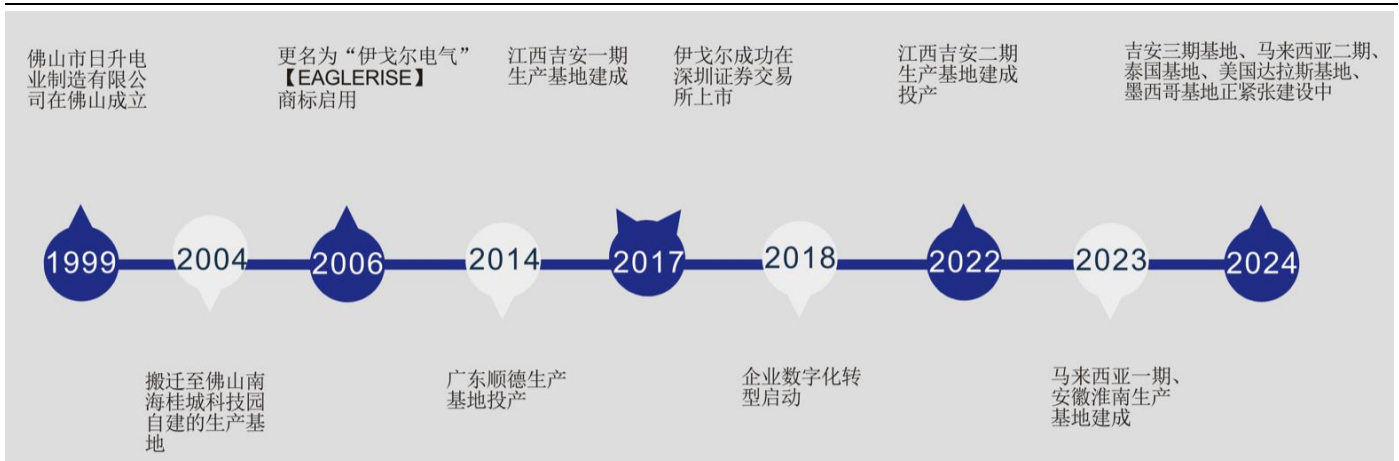 佛山市日升电
业制造有限公
司在佛山成立
更名为“伊戈尔电气”
【EAGLERISE】
商标启用
江西吉安一期
生产基地建成
伊戈尔成功在
深圳证券交易
所上市
江西吉安二期
生产基地建成
投产
吉安三期基地、马来西亚二期、
泰国基地、美国达拉斯基地、
墨西哥基地正紧张建设中
1999
2004
2006
2014
2017
2018
2022
2023
2024
搬迁至佛山南
海桂城科技园
自建的生产基
地
广东顺德生产
基地投产
企业数字化转
型启动
马来西亚一期、
安徽淮南生产
基地建成